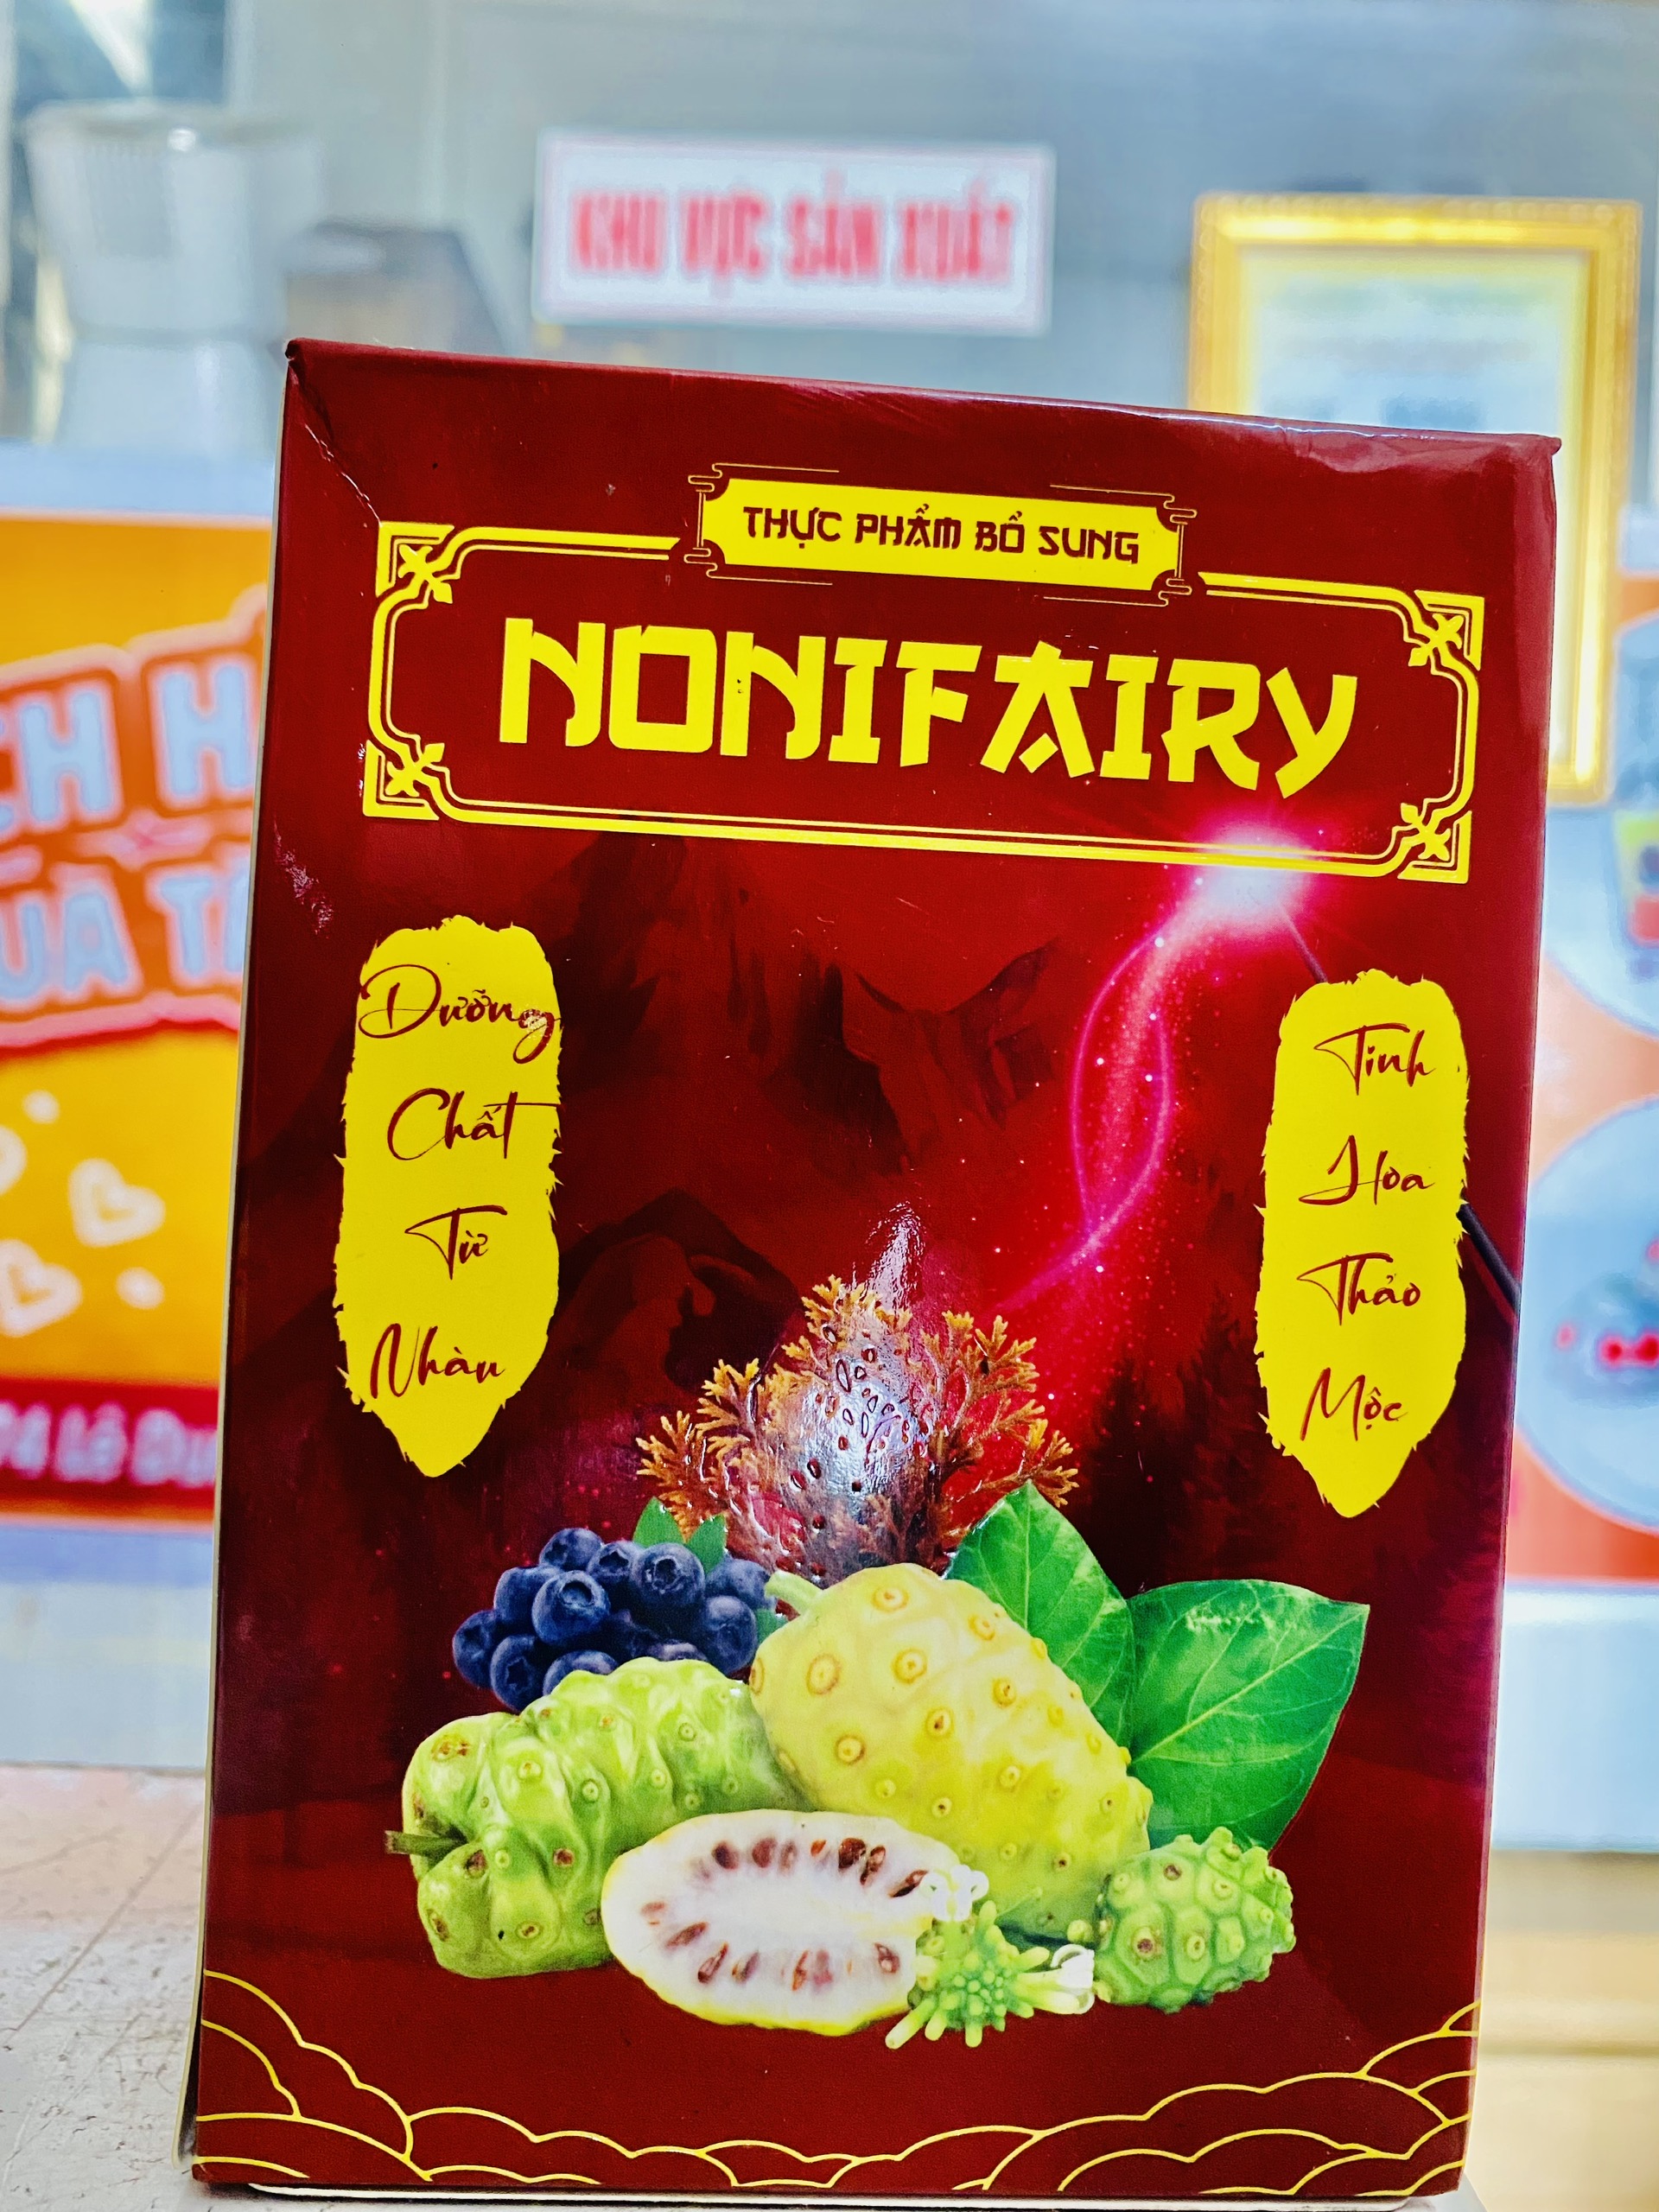 KHU VỰC SẢN XUẤT
THỰC PHẨM BỔ SUNG
NONIFAIRY
Dưỡng
Chất
Từ
Nhàu
Tinh
Hoa
Thảo
Mộc